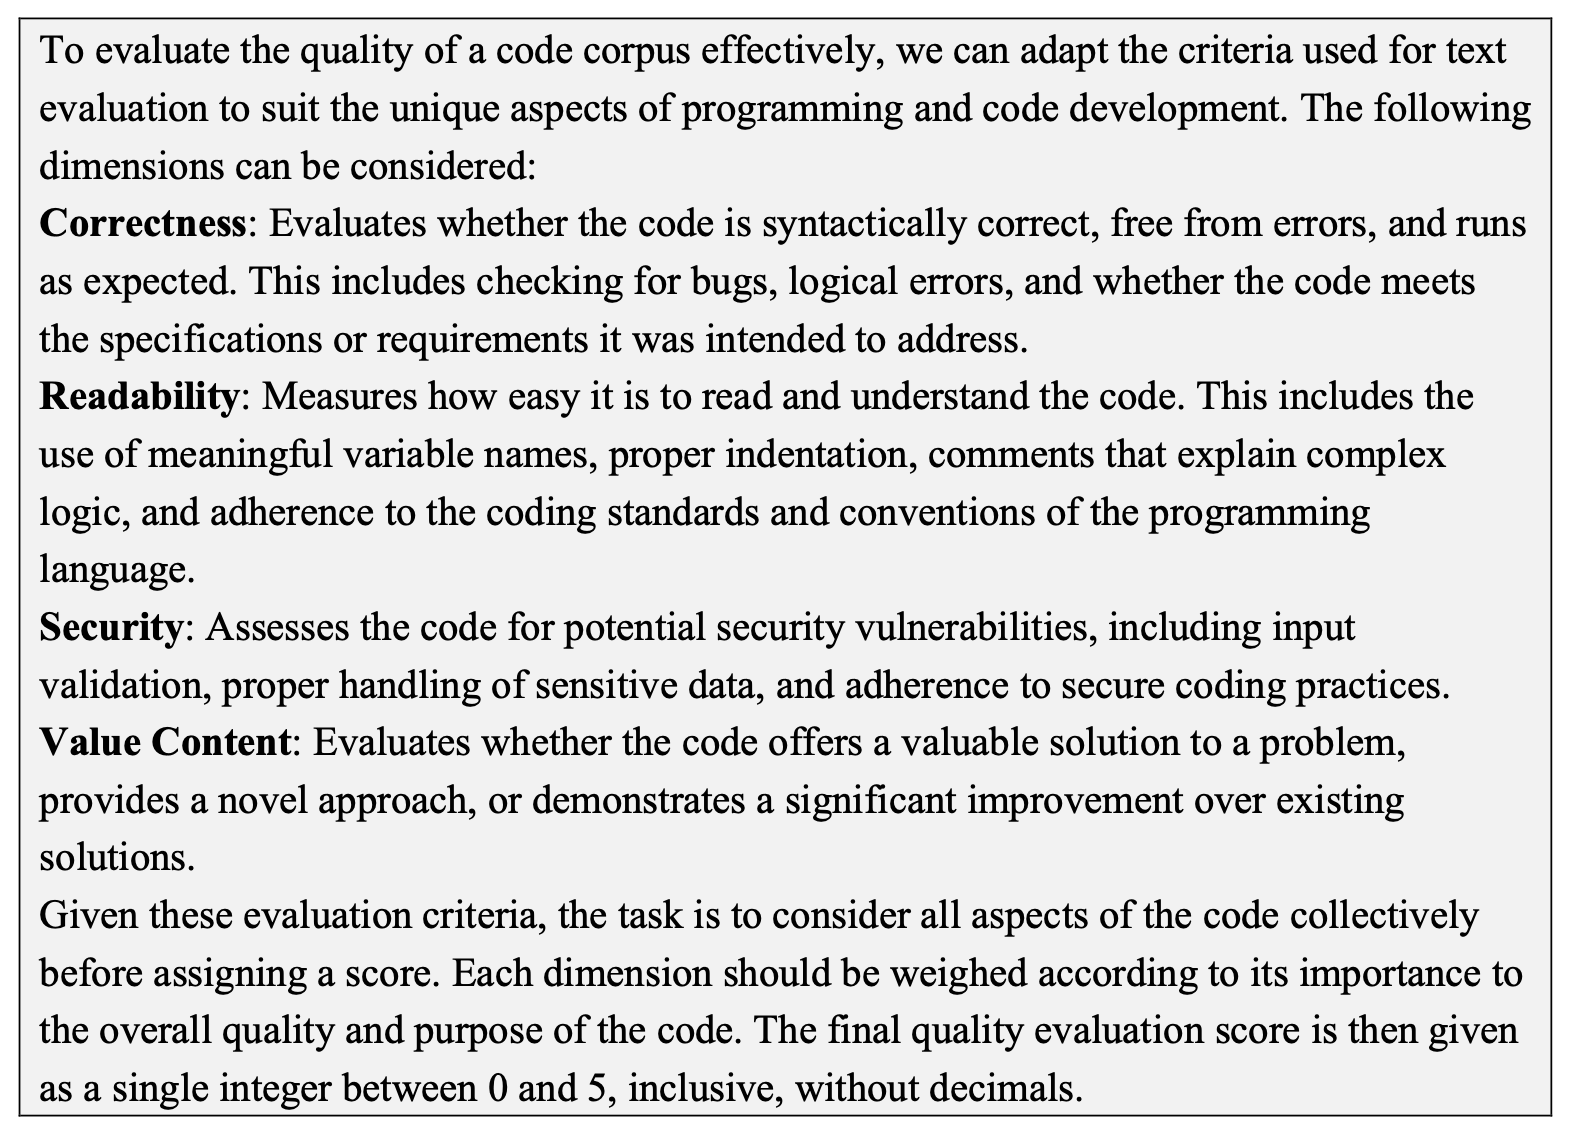 To evaluate the quality of a code corpus effectively, we can adapt the criteria used for text
evaluation to suit the unique aspects of programming and code development. The following
dimensions can be considered:
Correctness: Evaluates whether the code is syntactically correct, free from errors, and runs
as expected. This includes checking for bugs, logical errors, and whether the code meets
the specifications or requirements it was intended to address.
Readability: Measures how easy it is to read and understand the code. This includes the
use of meaningful variable names, proper indentation, comments that explain complex
logic, and adherence to the coding standards and conventions of the programming
language.
Security: Assesses the code for potential security vulnerabilities, including input
validation, proper handling of sensitive data, and adherence to secure coding practices.
Value Content: Evaluates whether the code offers a valuable solution to a problem,
provides a novel approach, or demonstrates a significant improvement over existing
solutions.
Given these evaluation criteria, the task is to consider all aspects of the code collectively
before assigning a score. Each dimension should be weighed according to its importance to
the overall quality and purpose of the code. The final quality evaluation score is then given
as a single integer between 0 and 5, inclusive, without decimals.